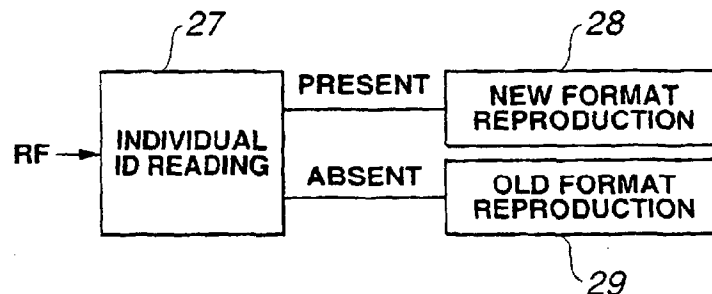 27
28
PRESENT
NEW FORMAT
REPRODUCTION
RF
INDIVIDUAL
ID READING
ABSENT
OLD FORMAT
REPRODUCTION
29